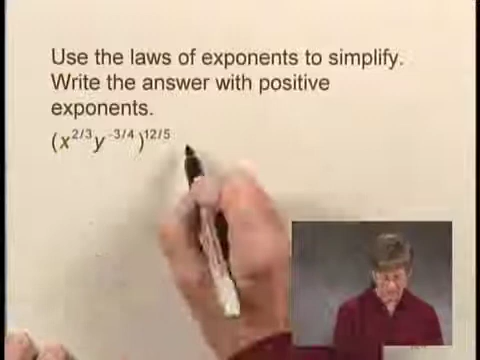 Use the laws of exponents to simplify.
Write the answer with positive
exponents.
(x^{2/3}y^{-3/4})^{12/5}